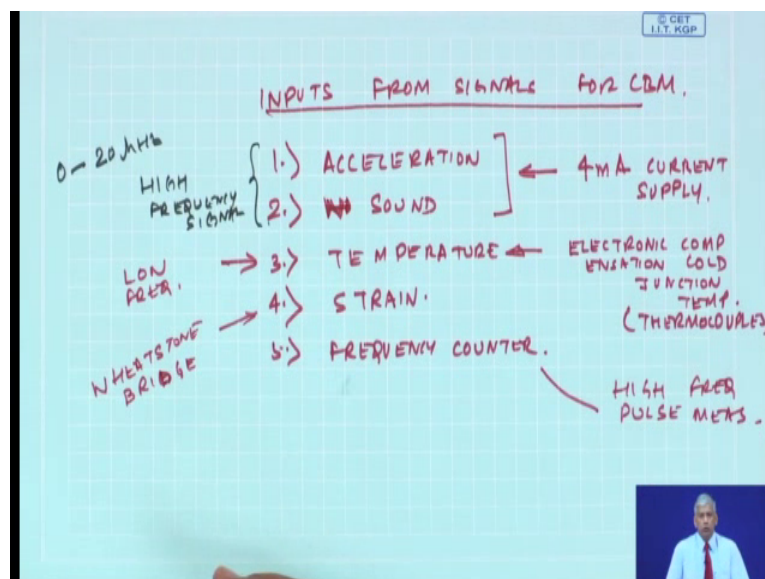 © CET
I.I.T. KGP
INPUTS FROM SIGNALS FOR CBM.
0 - 20 kHz
HIGH
FREQUENCY
SIGNAL
1.) ACCELERATION
2.) SOUND
4mA CURRENT
SUPPLY.
LOW
FREQ.
3.) TEMPERATURE
ELECTRONIC COMP
ENSATION COLD
JUNCTION
TEMP.
(THERMOCOUPLES)
WHEATSTONE
BRIDGE
4.) STRAIN.
5.) FREQUENCY COUNTER.
HIGH FREQ
PULSE MEAS.